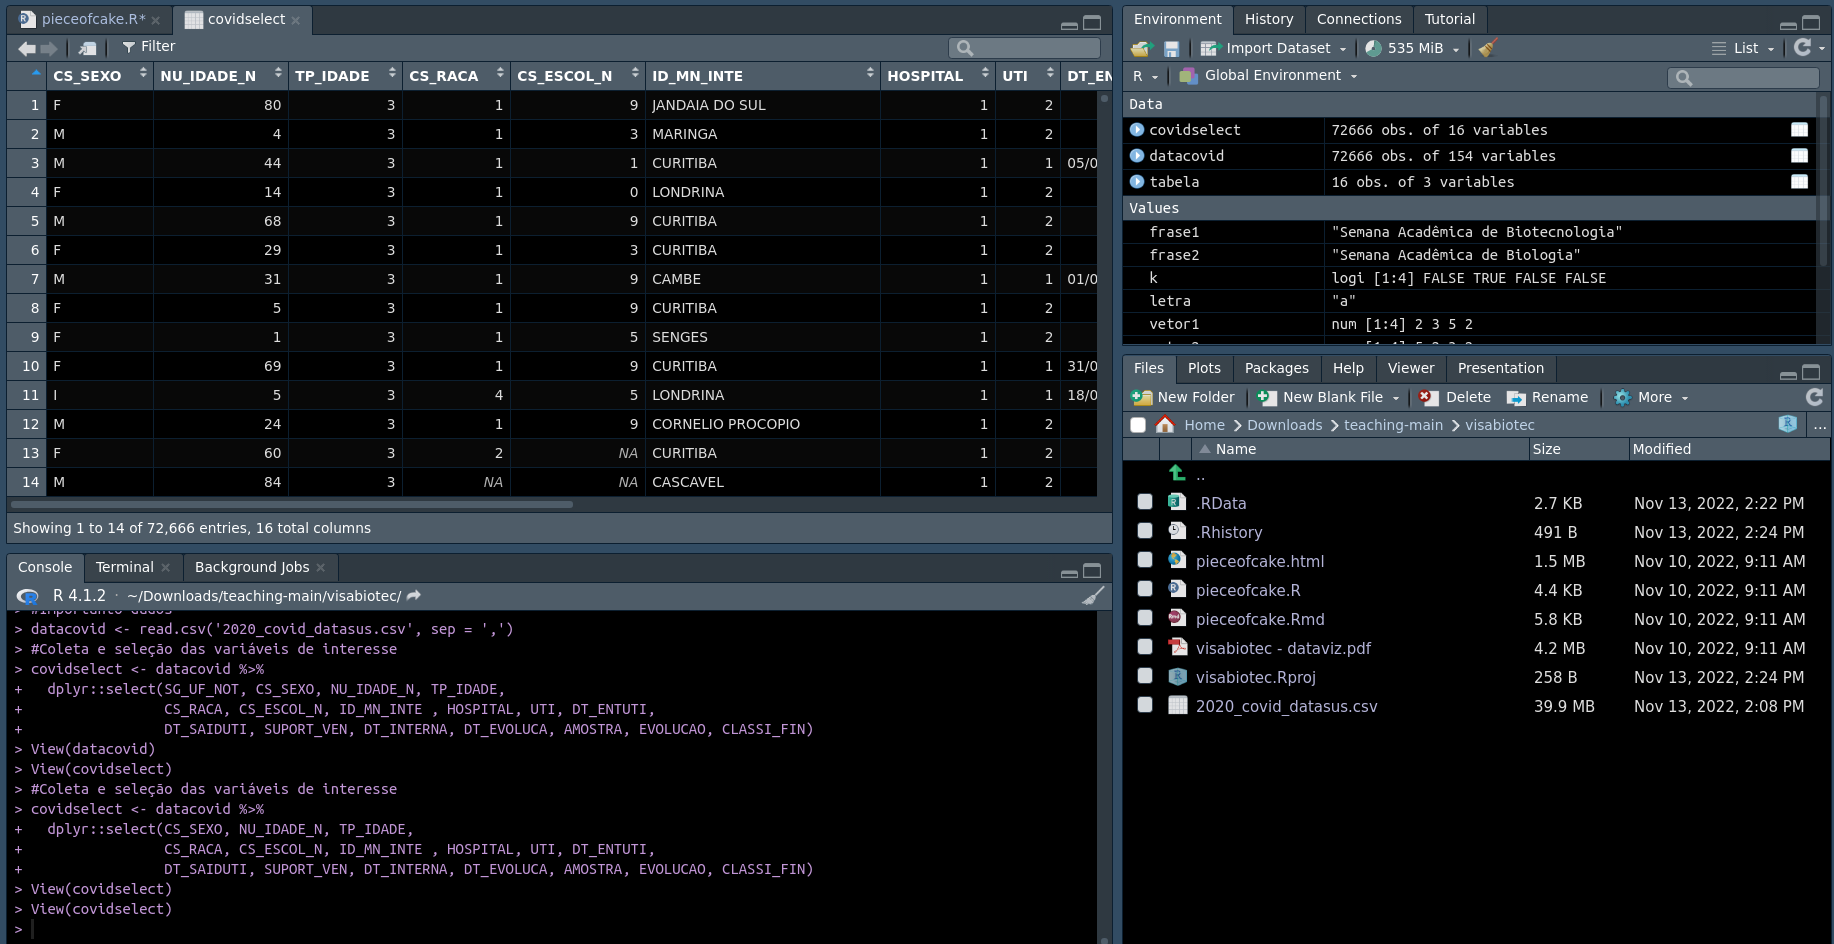 pieceofcake.R*
covidselect
Filter
CS_SEXO NU_IDADE_N TP_IDADE CS_RACA CS_ESCOL_N ID_MN_INTE HOSPITAL UTI DT_EN
1 F 80 3 1 9 JANDAIA DO SUL 1 2
2 M 4 3 1 3 MARINGA 1 2
3 M 44 3 1 1 CURITIBA 1 1 05/0
4 F 14 3 1 0 LONDRINA 1 2
5 M 68 3 1 9 CURITIBA 1 2
6 F 29 3 1 3 CURITIBA 1 2
7 M 31 3 1 9 CAMBE 1 1 01/0
8 F 5 3 1 9 CURITIBA 1 2
9 F 1 3 1 5 SENGES 1 2
10 F 69 3 1 9 CURITIBA 1 1 31/0
11 I 5 3 4 5 LONDRINA 1 1 18/0
12 M 24 3 1 9 CORNELIO PROCOPIO 1 2
13 F 60 3 2 NA CURITIBA 1 2
14 M 84 3 NA NA CASCAVEL 1 2
Showing 1 to 14 of 72,666 entries, 16 total columns
Console Terminal Background Jobs
R 4.1.2 · ~/Downloads/teaching-main/visabiotec/
> #Importanto dados
> datacovid <- read.csv('2020_covid_datasus.csv', sep = ',')
> #Coleta e seleção das variáveis de interesse
> covidselect <- datacovid %>%
+ dplyr::select(SG_UF_NOT, CS_SEXO, NU_IDADE_N, TP_IDADE,
+ CS_RACA, CS_ESCOL_N, ID_MN_INTE , HOSPITAL, UTI, DT_ENTUTI,
+ DT_SAIDUTI, SUPORT_VEN, DT_INTERNA, DT_EVOLUCA, AMOSTRA, EVOLUCAO, CLASSI_FIN)
> View(datacovid)
> View(covidselect)
> #Coleta e seleção das variáveis de interesse
> covidselect <- datacovid %>%
+ dplyr::select(CS_SEXO, NU_IDADE_N, TP_IDADE,
+ CS_RACA, CS_ESCOL_N, ID_MN_INTE , HOSPITAL, UTI, DT_ENTUTI,
+ DT_SAIDUTI, SUPORT_VEN, DT_INTERNA, DT_EVOLUCA, AMOSTRA, EVOLUCAO, CLASSI_FIN)
> View(covidselect)
> View(covidselect)
>
Environment History Connections Tutorial
Import Dataset 535 MiB List
R Global Environment
Data
covidselect 72666 obs. of 16 variables
datacovid 72666 obs. of 154 variables
tabela 16 obs. of 3 variables
Values
frase1 "Semana Acadêmica de Biotecnologia"
frase2 "Semana Acadêmica de Biologia"
k logi [1:4] FALSE TRUE FALSE FALSE
letra "a"
vetor1 num [1:4] 2 3 5 2
Files Plots Packages Help Viewer Presentation
New Folder New Blank File Delete Rename More
Home Downloads teaching-main visabiotec ...
Name Size Modified
..
.RData 2.7 KB Nov 13, 2022, 2:22 PM
.Rhistory 491 B Nov 13, 2022, 2:24 PM
pieceofcake.html 1.5 MB Nov 10, 2022, 9:11 AM
pieceofcake.R 4.4 KB Nov 10, 2022, 9:11 AM
pieceofcake.Rmd 5.8 KB Nov 10, 2022, 9:11 AM
visabiotec - dataviz.pdf 4.2 MB Nov 10, 2022, 9:11 AM
visabiotec.Rproj 258 B Nov 13, 2022, 2:24 PM
2020_covid_datasus.csv 39.9 MB Nov 13, 2022, 2:08 PM